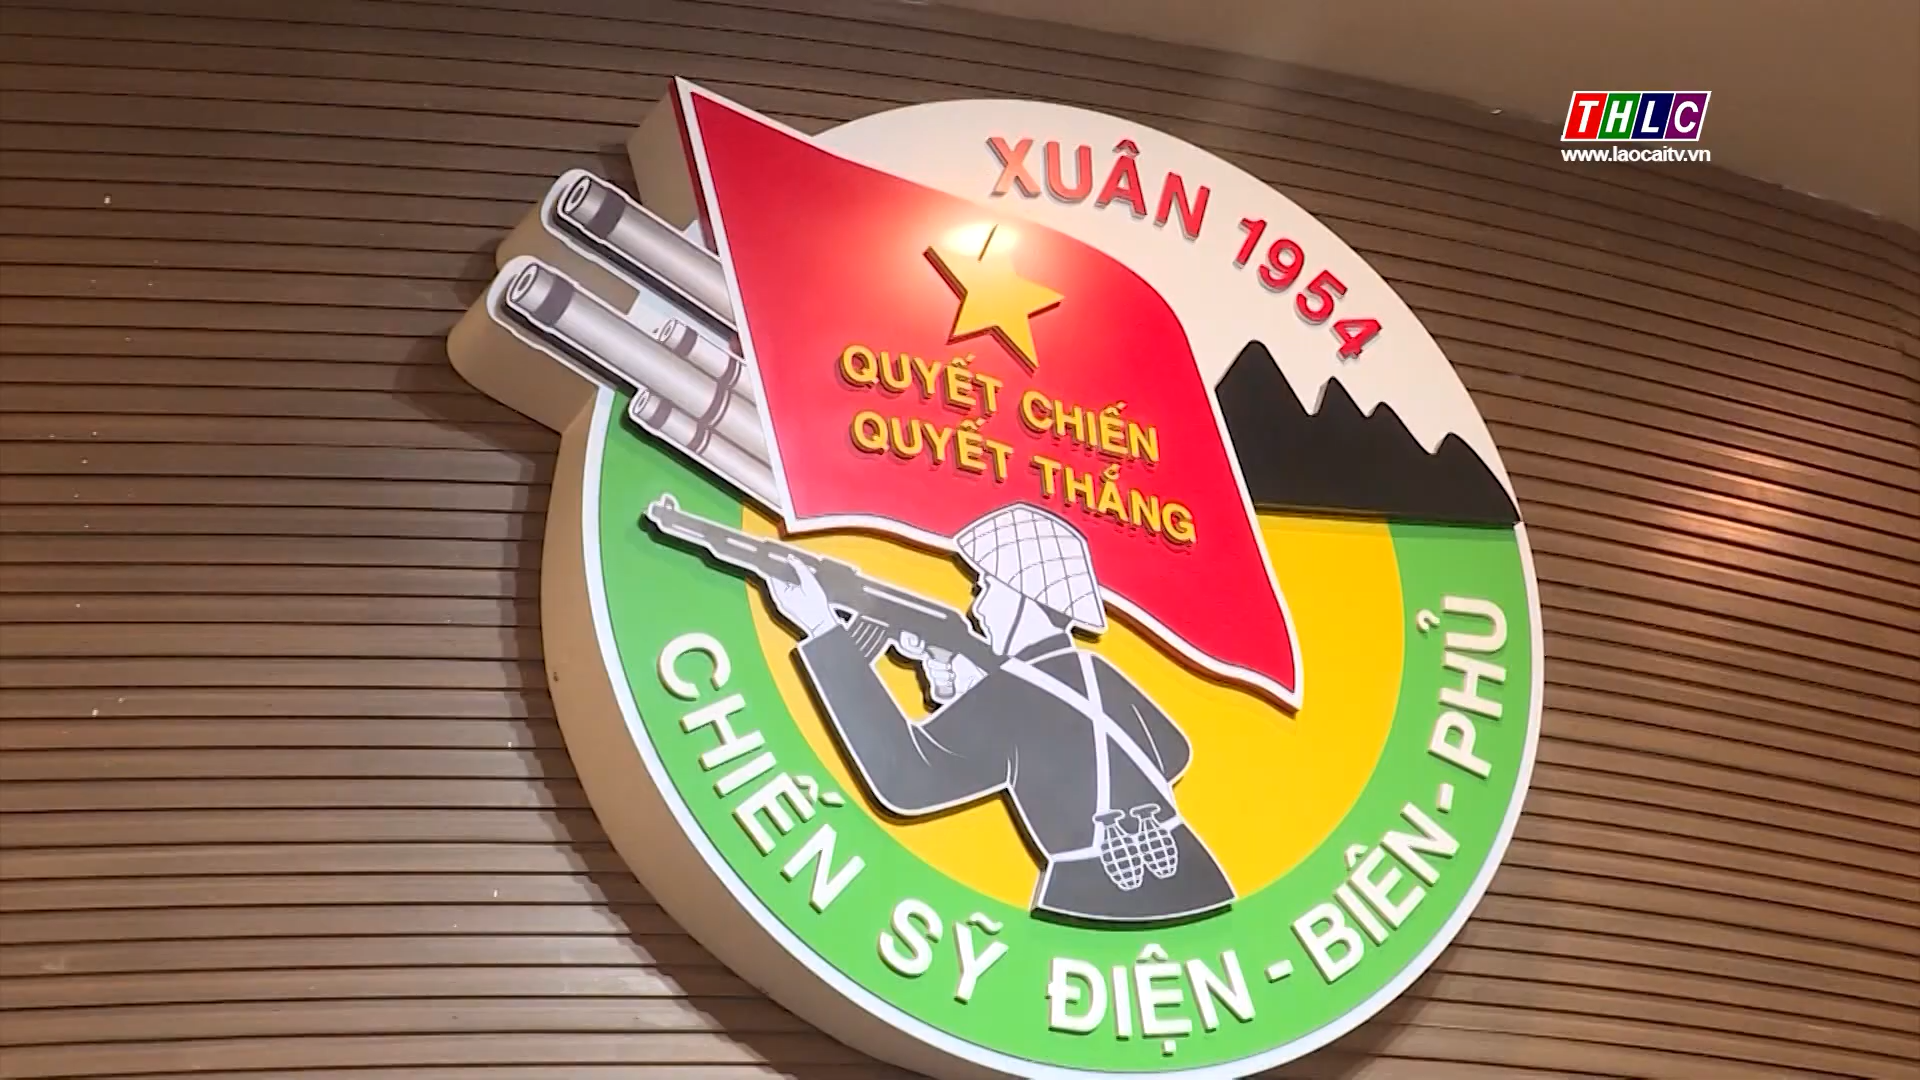 THLC
www.laocaitv.vn
XUÂN 1954
QUYẾT CHIẾN
QUYẾT THẮNG
CHIẾN SỸ ĐIỆN - BIÊN - PHỦ